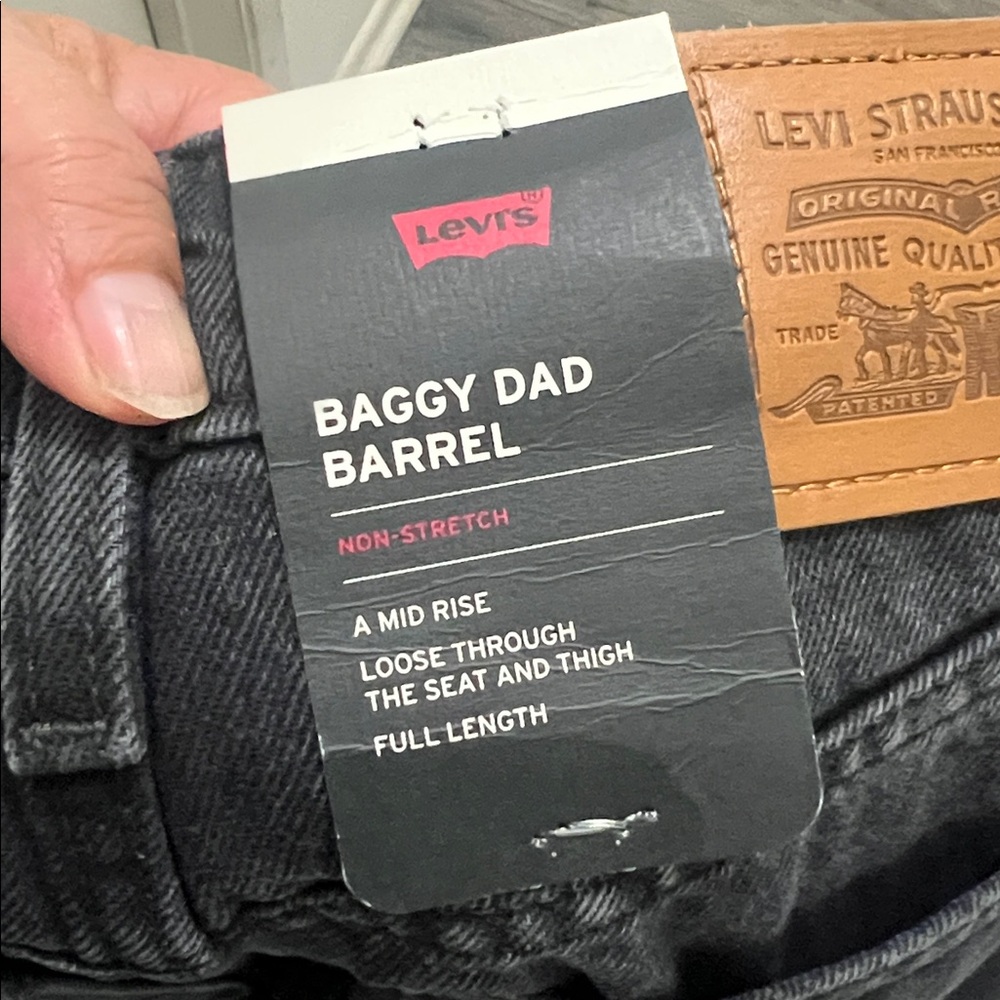 Levi's
BAGGY DAD
BARREL
NON-STRETCH
A MID RISE
LOOSE THROUGH
THE SEAT AND THIGH
FULL LENGTH
LEVI STRAUS
SAN FRANCISCO
ORIGINAL R
GENUINE QUALIT
TRADE
PATENTED